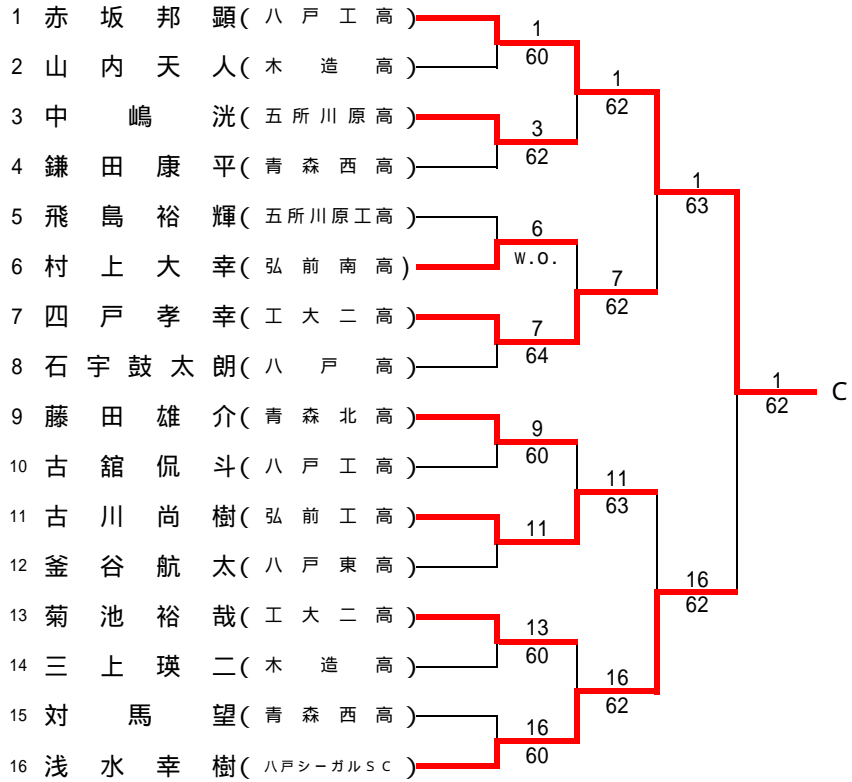 1 赤坂邦顕(八戸工高)
2 山内天人(木造高)
3 中嶋洸(五所川原高)
4 鎌田康平(青森西高)
5 飛島裕輝(五所川原工高)
6 村上大幸(弘前南高)
7 四戸孝幸(工大二高)
8 石宇鼓太朗(八戸高)
9 藤田雄介(青森北高)
10 古舘侃斗(八戸工高)
11 古川尚樹(弘前工高)
12 釜谷航太(八戸東高)
13 菊池裕哉(工大二高)
14 三上瑛二(木造高)
15 対馬望(青森西高)
16 浅水幸樹(八戸シーガルSC)
1
60
3
62
6
w.o.
7
64
9
60
11
13
60
16
60
1
62
7
62
11
63
16
62
1
63
16
62
1
62
C